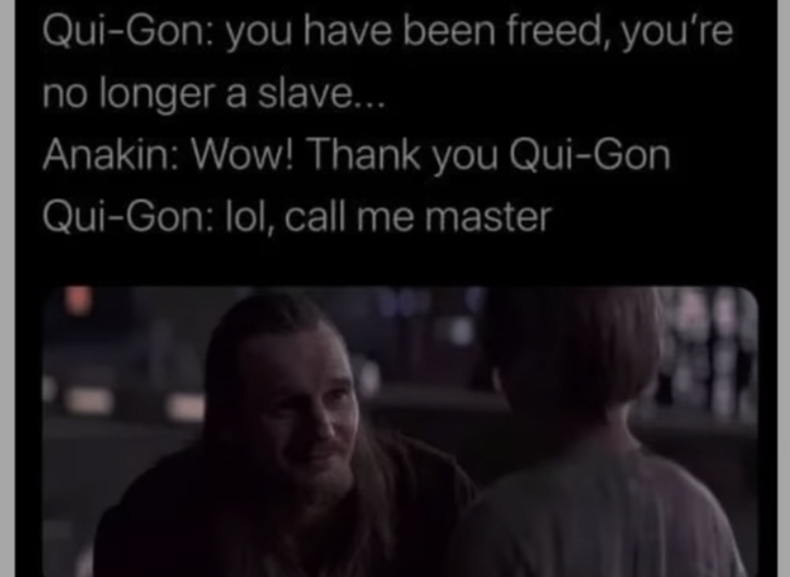 Qui-Gon: you have been freed, you're
no longer a slave...
Anakin: Wow! Thank you Qui-Gon
Qui-Gon: lol, call me master